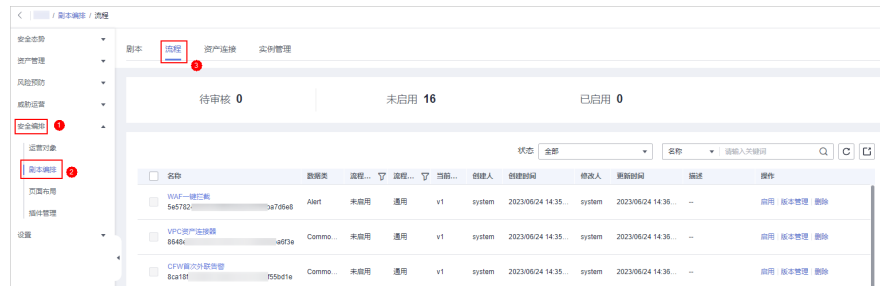 / 剧本编排 / 流程
安全态势
资产管理
风险预防
威胁运营
安全编排 1
运营对象
剧本编排 2
页面布局
插件管理
设置
剧本 流程 资产连接 实例管理
3
待审核 0 未启用 16 已启用 0
状态 全部 名称 请输入关键词
名称 数据类 流程... 流程... 当前... 创建人 创建时间 修改人 更新时间 描述 操作
WAF一键拦截 Alert 未启用 通用 v1 system 2023/06/24 14:35... system 2023/06/24 14:36... -- 启用 版本管理 删除
5e5782 ba7d6e8
VPC资产连接器 Commo... 未启用 通用 v1 system 2023/06/24 14:35... system 2023/06/24 14:36... -- 启用 版本管理 删除
8648 a6f3e
CFW首次外联告警 Commo... 未启用 通用 v1 system 2023/06/24 14:35... system 2023/06/24 14:36... -- 启用 版本管理 删除
8ca18f f55bd1e